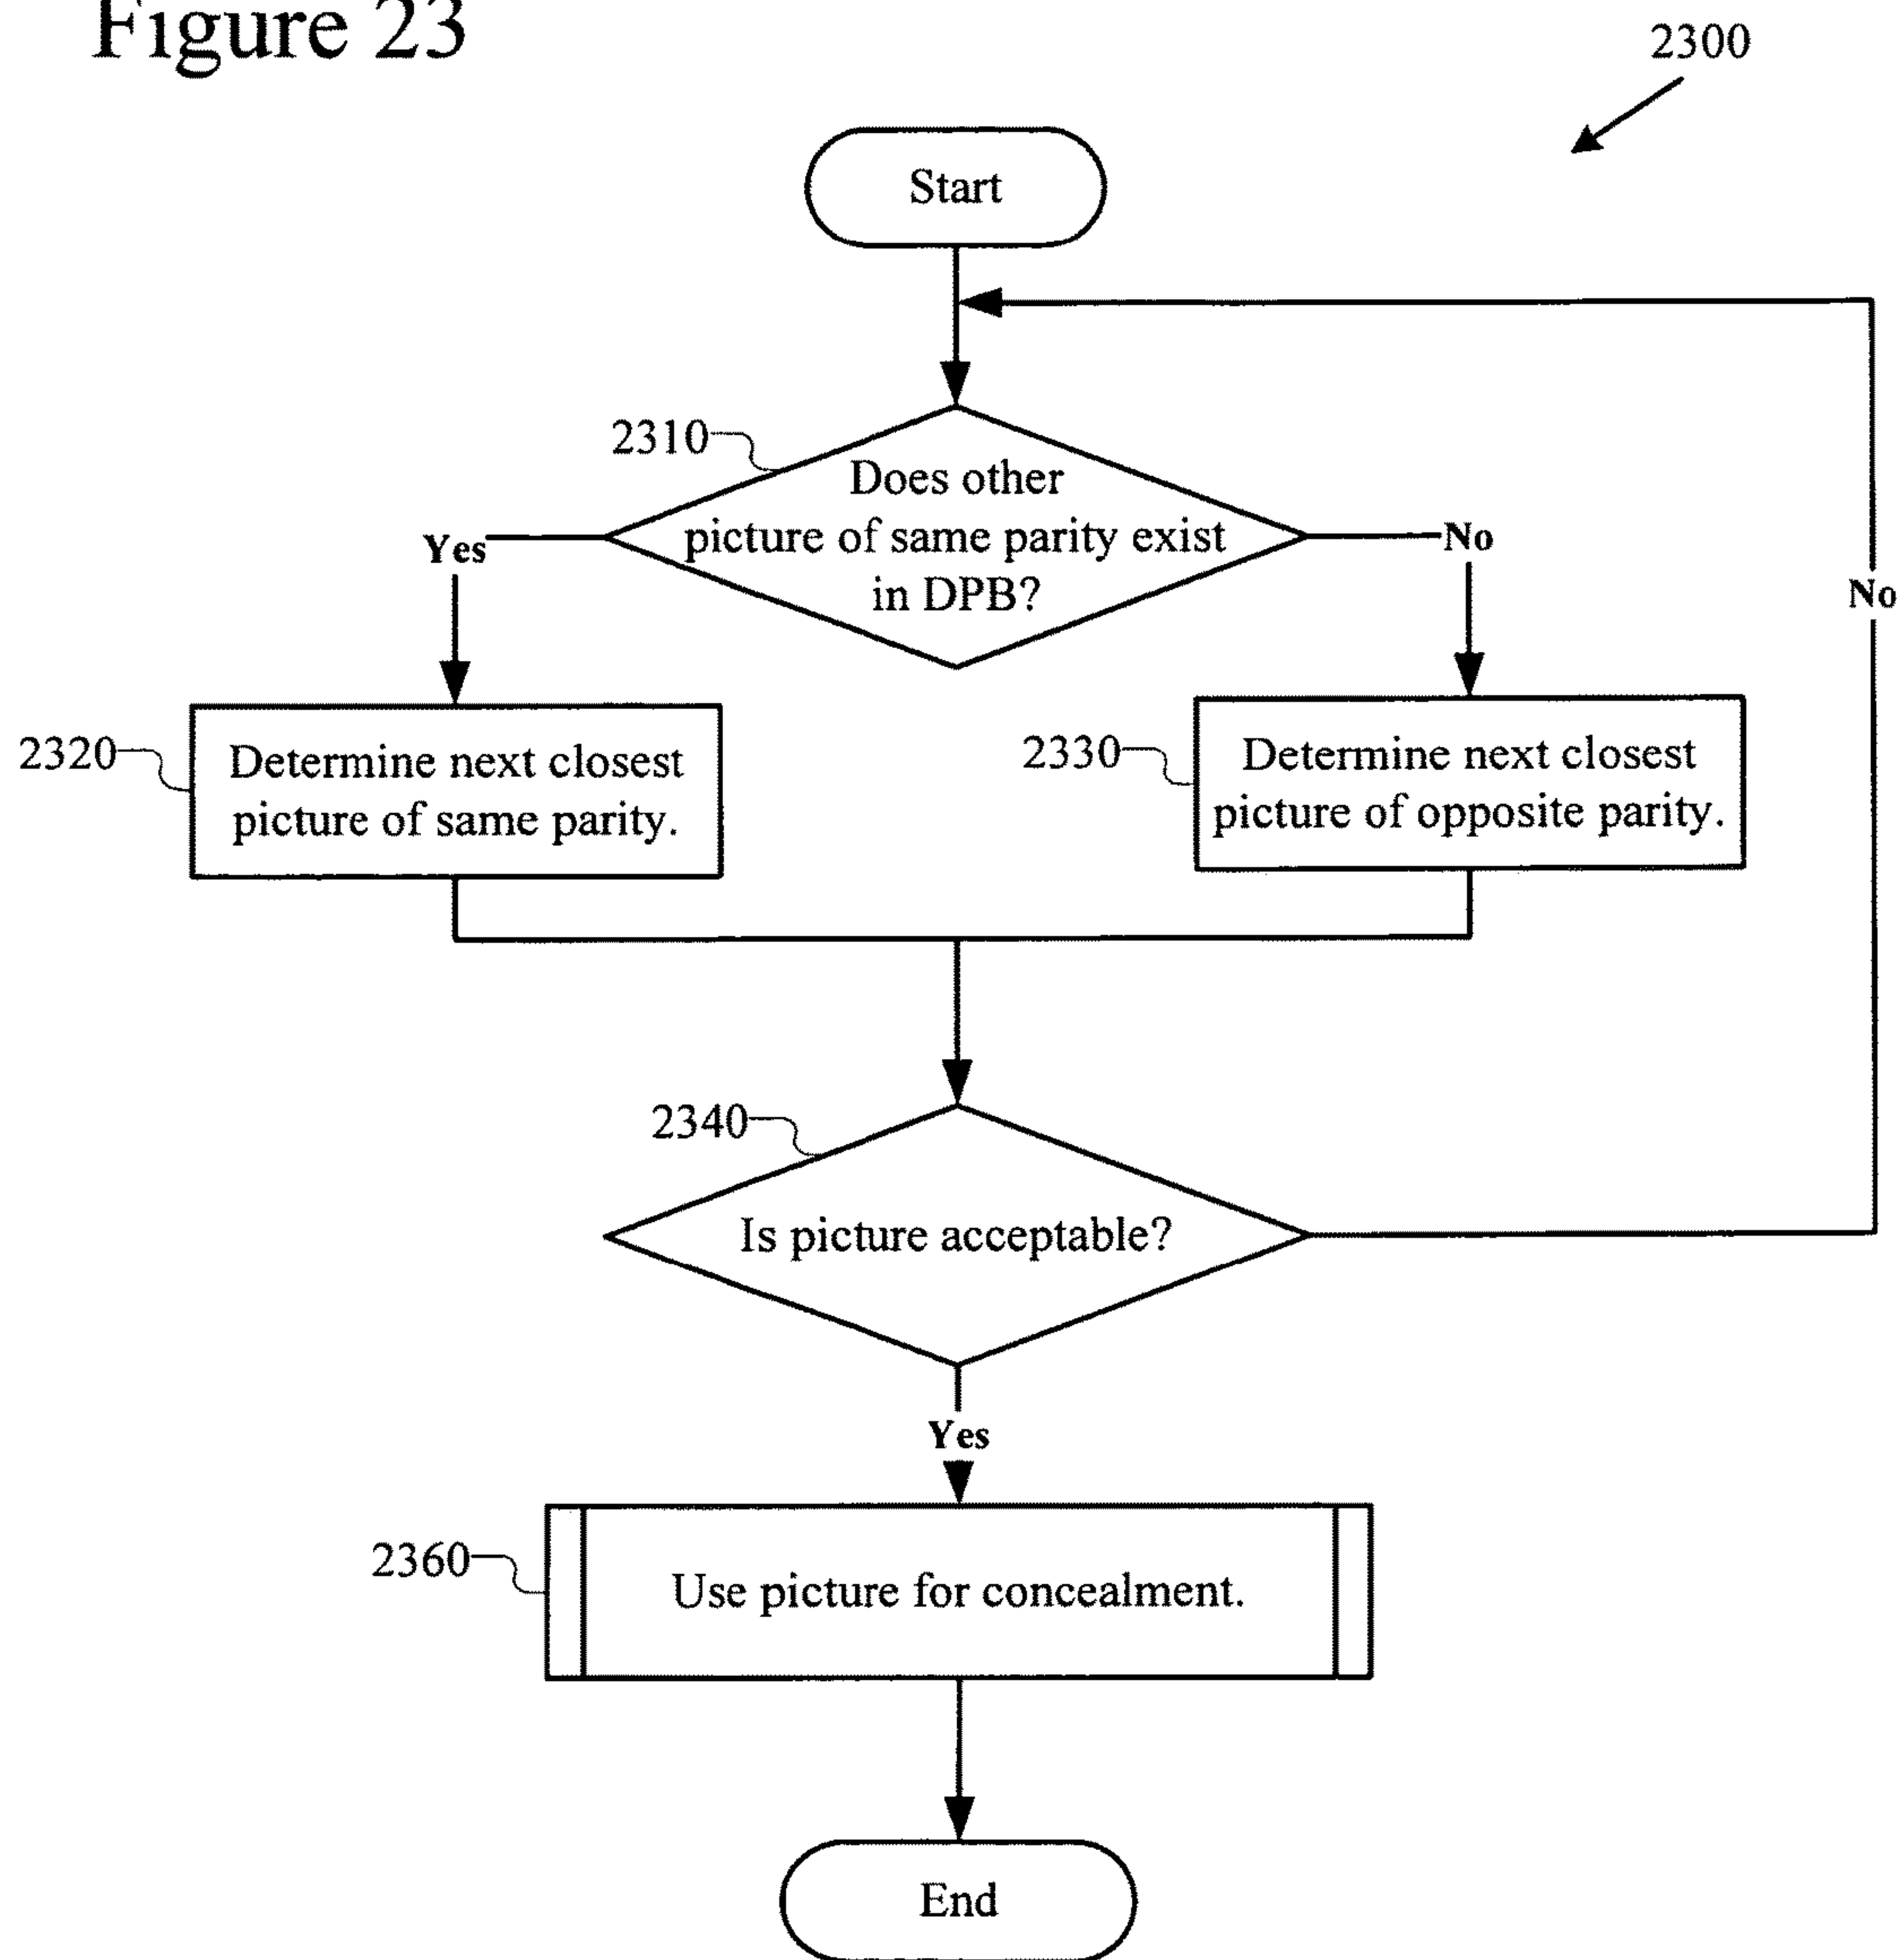 Figure 23
2300
Start
2310
Does other
picture of same parity exist
in DPB?
Yes
No
No
2320
Determine next closest
picture of same parity.
2330
Determine next closest
picture of opposite parity.
2340
Is picture acceptable?
Yes
2360
Use picture for concealment.
End